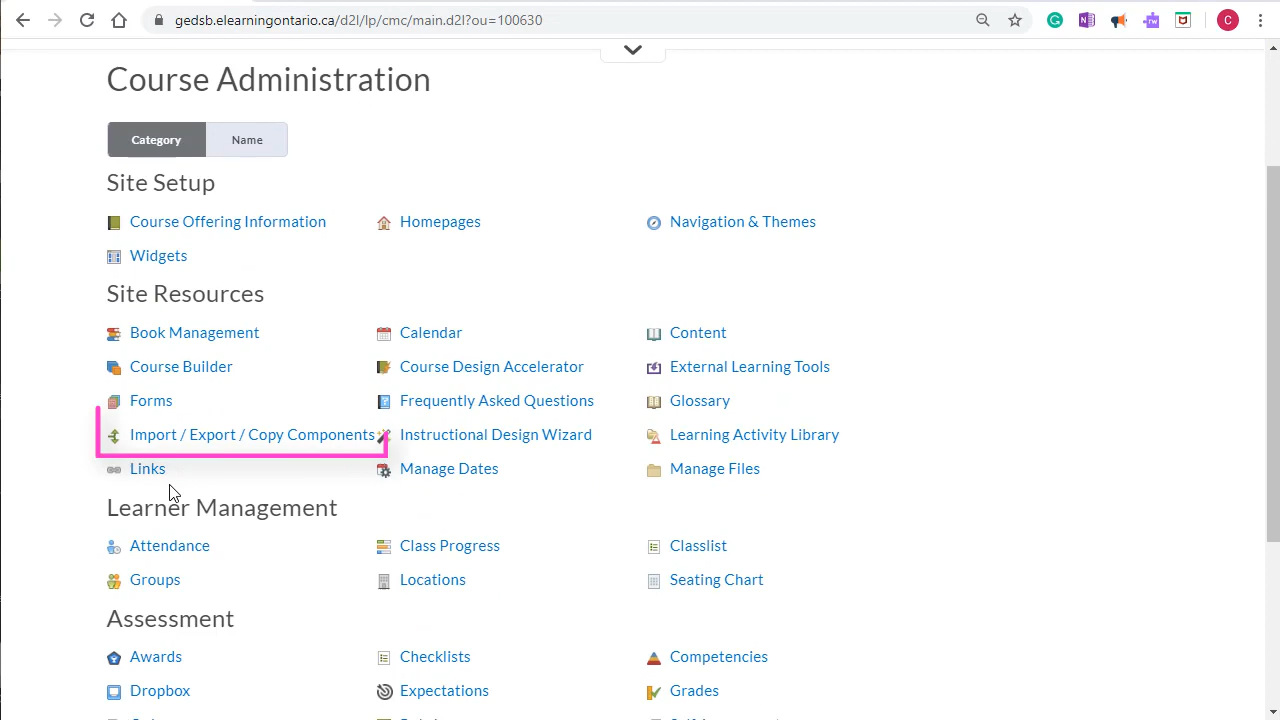 gedsb.elearningontario.ca/d2l/lp/cmc/main.d2l?ou=100630
C
Course Administration
Category Name
Site Setup
Course Offering Information Homepages Navigation & Themes
Widgets
Site Resources
Book Management Calendar Content
Course Builder Course Design Accelerator External Learning Tools
Forms Frequently Asked Questions Glossary
Import / Export / Copy Components Instructional Design Wizard Learning Activity Library
Links Manage Dates Manage Files
Learner Management
Attendance Class Progress Classlist
Groups Locations Seating Chart
Assessment
Awards Checklists Competencies
Dropbox Expectations Grades